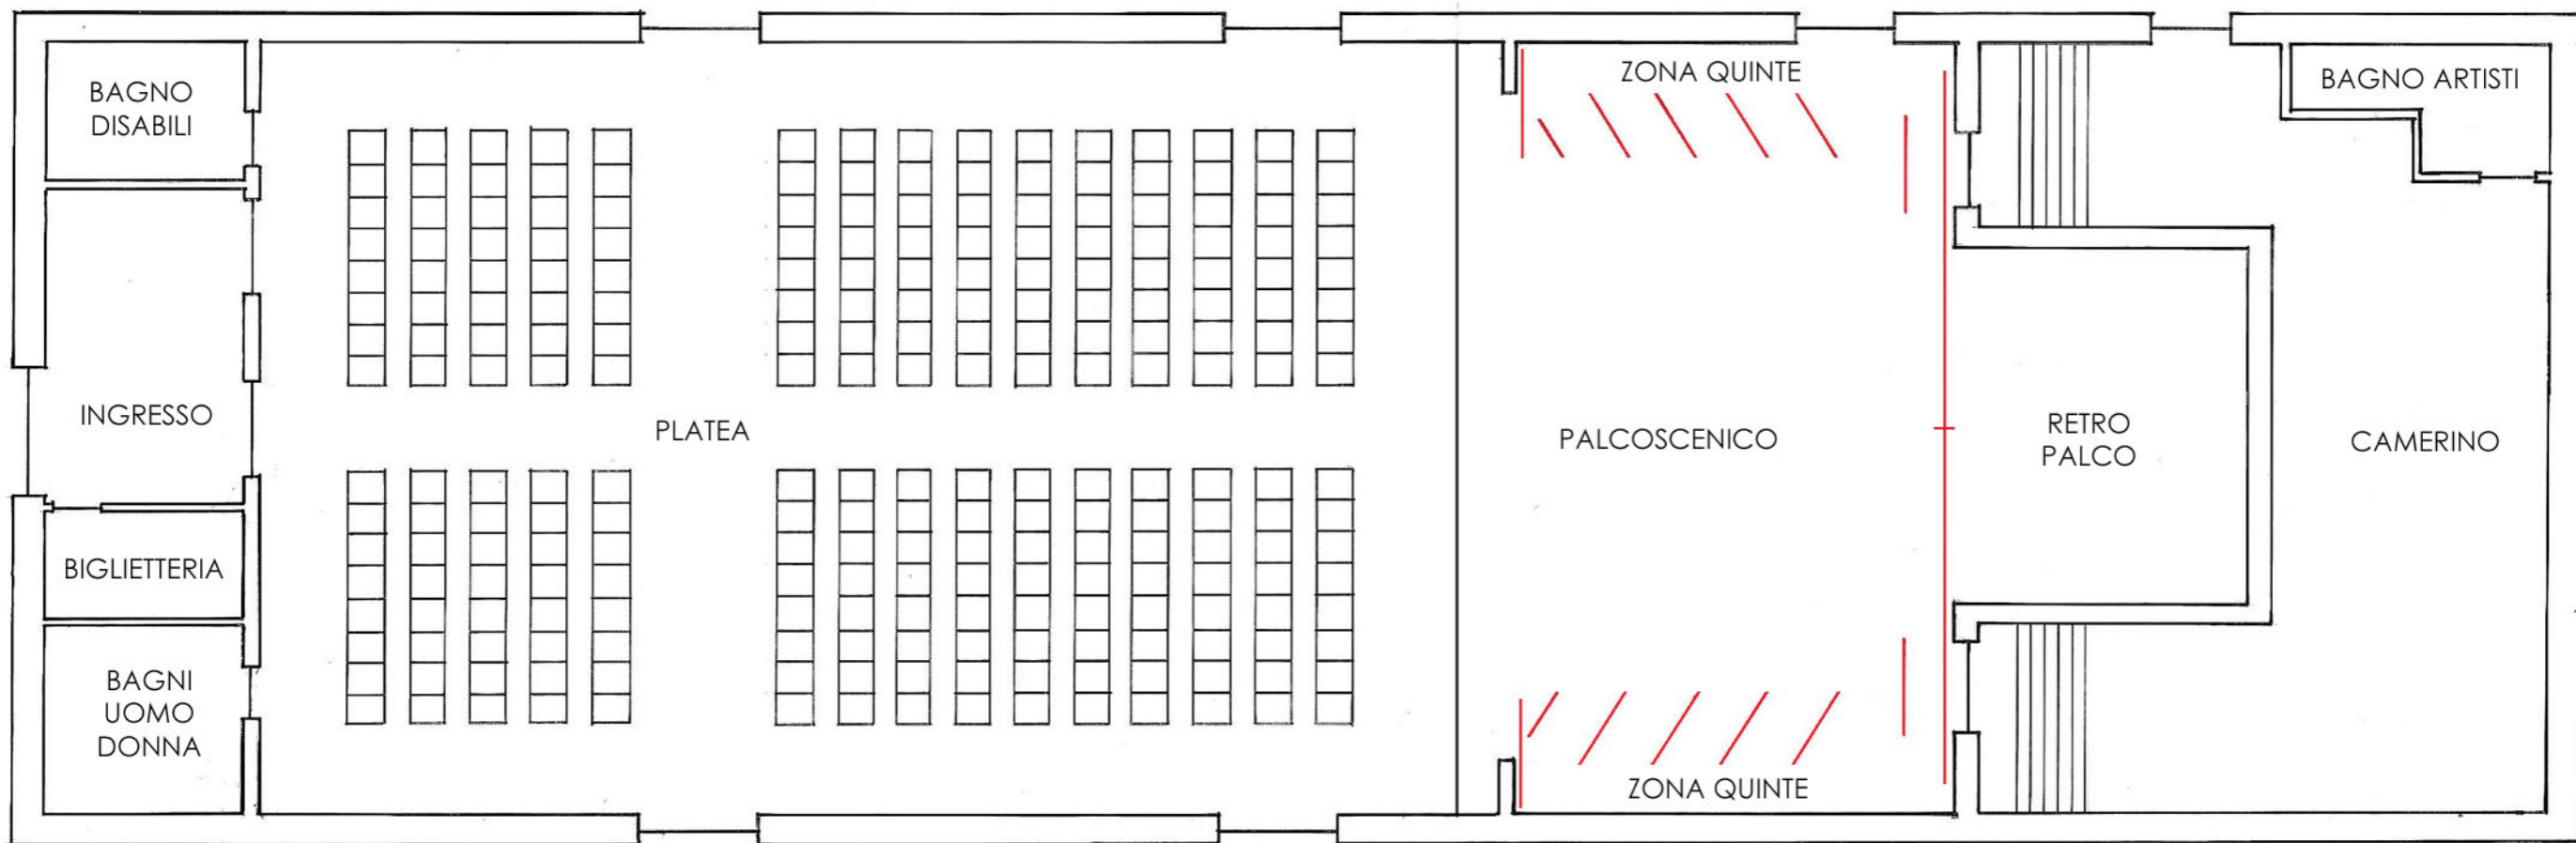 BAGNO
DISABILI
INGRESSO
BIGLIETTERIA
BAGNI
UOMO
DONNA
PLATEA
ZONA QUINTE
PALCOSCENICO
ZONA QUINTE
RETRO
PALCO
BAGNO ARTISTI
CAMERINO